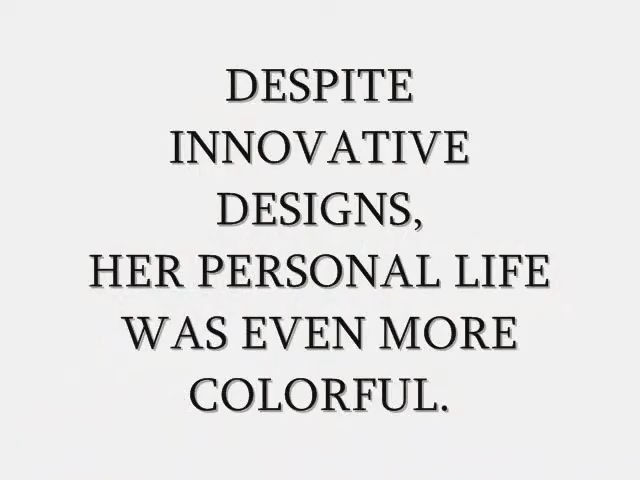 DESPITE
INNOVATIVE
DESIGNS,
HER PERSONAL LIFE
WAS EVEN MORE
COLORFUL.